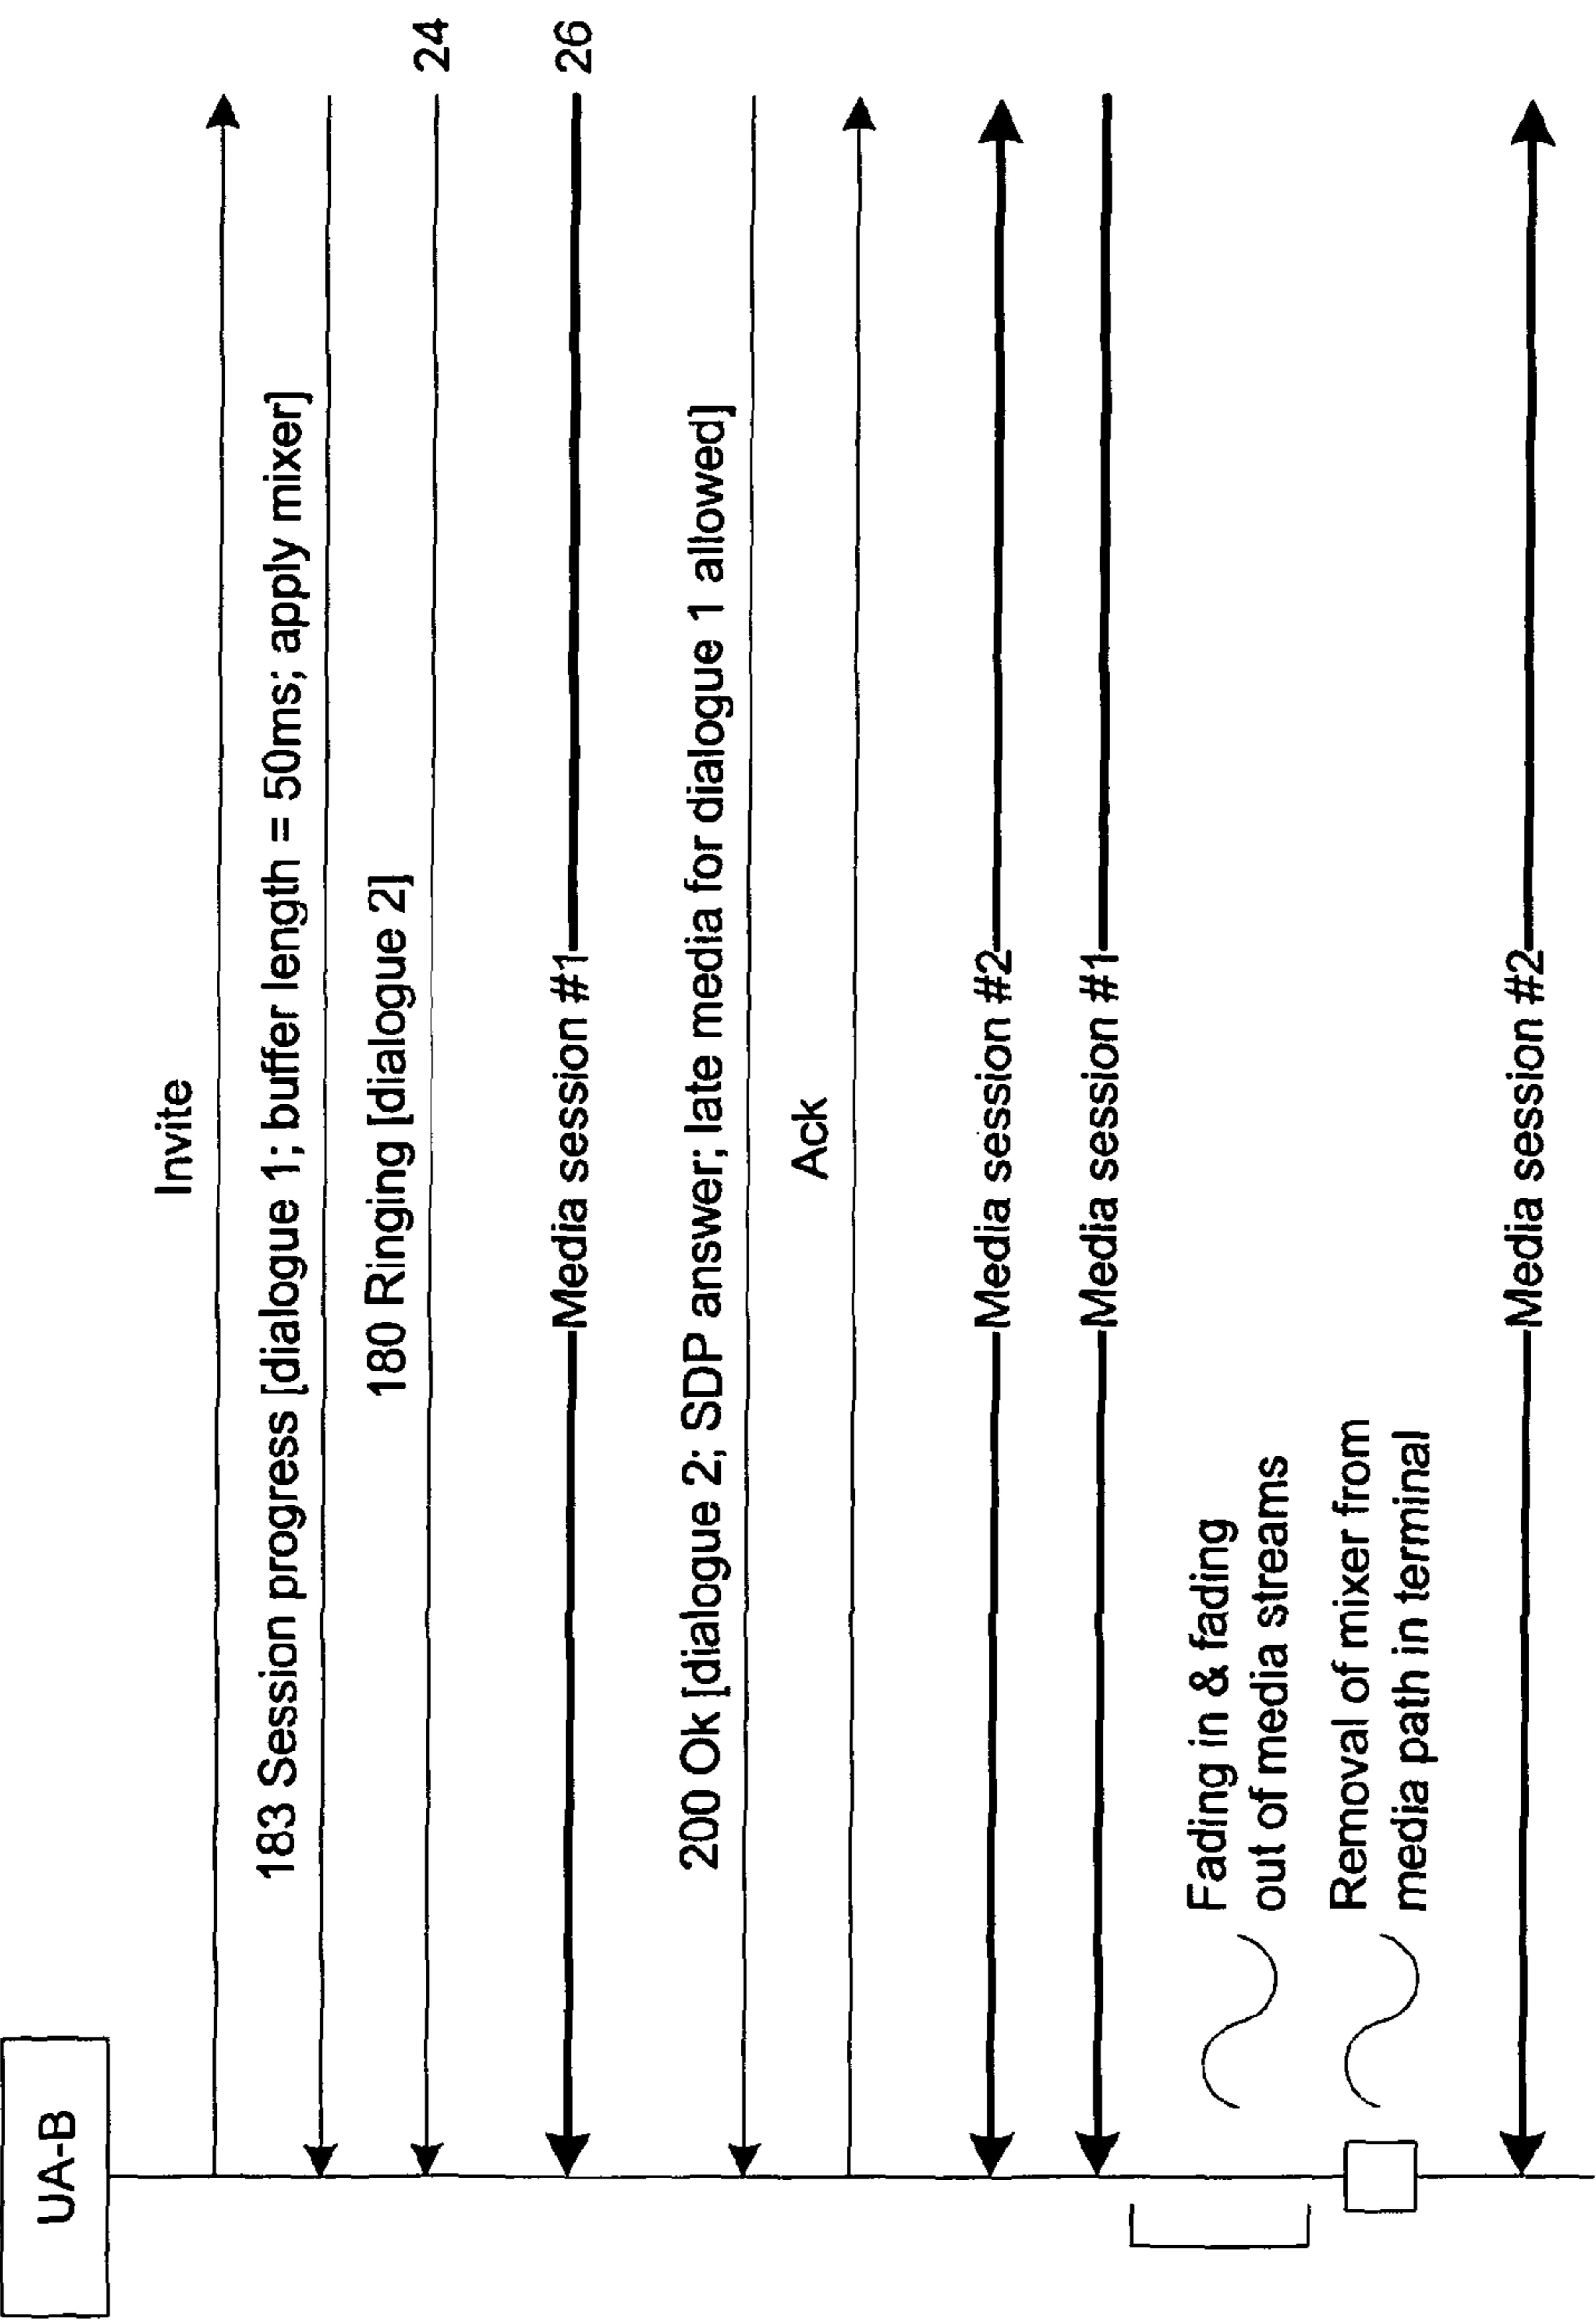 UA-B
Invite
183 Session progress [dialogue 1; buffer length = 50ms; apply mixer]
180 Ringing [dialogue 2]
24
Media session #1
26
200 Ok [dialogue 2; SDP answer; late media for dialogue 1 allowed]
Ack
Media session #2
Media session #1
Fading in & fading
out of media streams
Removal of mixer from
media path in terminal
Media session #2